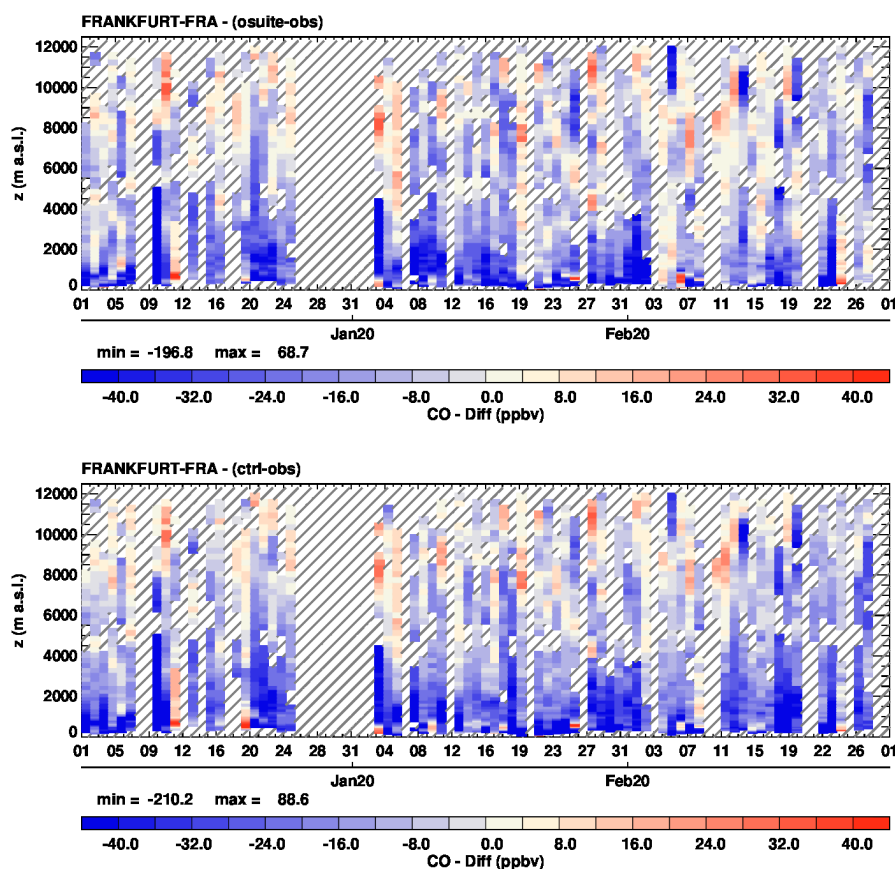 FRANKFURT-FRA - (osuite-obs)
12000
10000
8000
6000
4000
2000
0
z (m a.s.l.)
01 05 09 12 16 20 24 28 01 04 08 12 16 19 23 27 31 03 07 11 15 19 22 26 01
Jan20 Feb20
min = -196.8 max = 68.7
-40.0 -32.0 -24.0 -16.0 -8.0 0.0 8.0 16.0 24.0 32.0 40.0
CO - Diff (ppbv)
FRANKFURT-FRA - (ctrl-obs)
12000
10000
8000
6000
4000
2000
0
z (m a.s.l.)
01 05 09 12 16 20 24 28 31 04 08 12 16 19 23 27 31 03 07 11 15 19 22 26 01
Jan20 Feb20
min = -210.2 max = 88.6
-40.0 -32.0 -24.0 -16.0 -8.0 0.0 8.0 16.0 24.0 32.0 40.0
CO - Diff (ppbv)